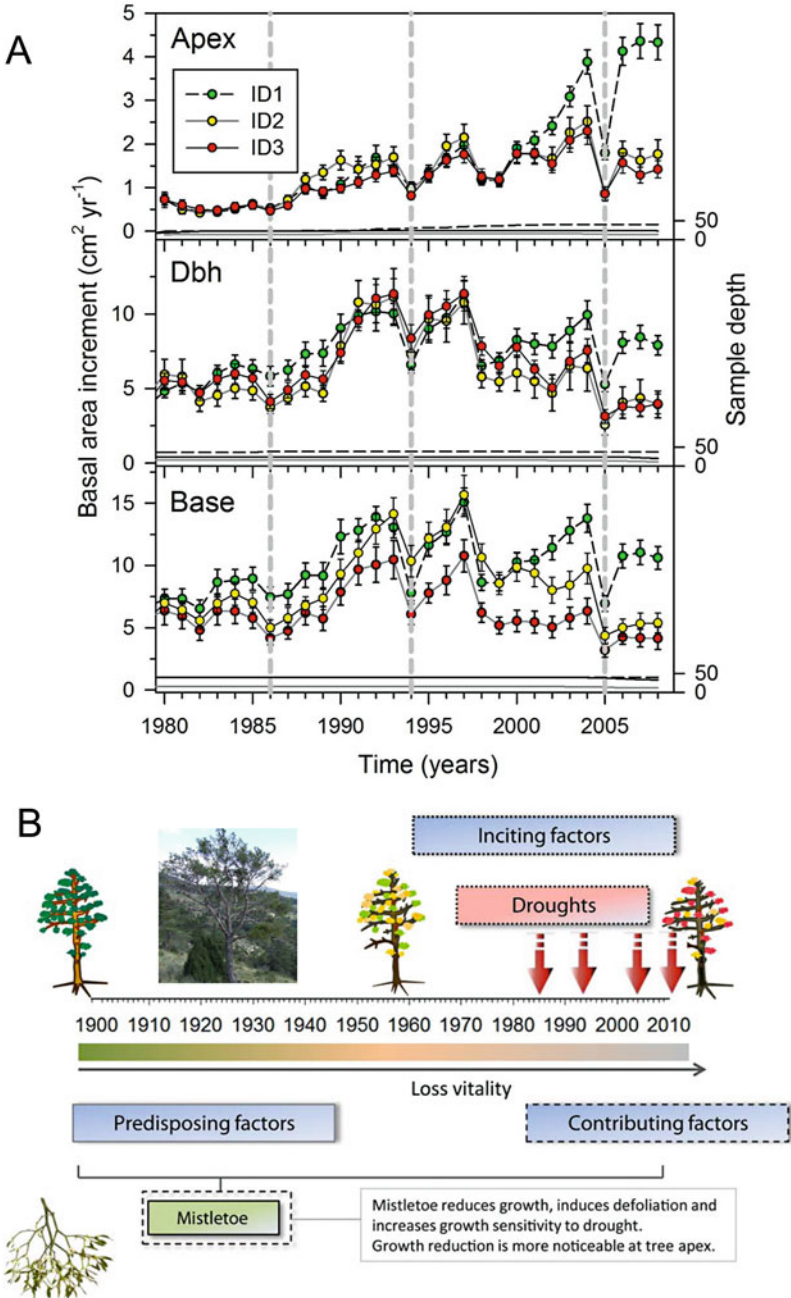 A
Apex
ID1
ID2
ID3
5
4
3
2
1
0
50
0
Dbh
10
5
0
50
0
Base
15
10
5
0
50
0
Basal area increment (cm² yr⁻¹)
Sample depth
1980 1985 1990 1995 2000 2005
Time (years)
B
Inciting factors
Droughts
1900 1910 1920 1930 1940 1950 1960 1970 1980 1990 2000 2010
Loss vitality
Predisposing factors
Contributing factors
Mistletoe
Mistletoe reduces growth, induces defoliation and
increases growth sensitivity to drought.
Growth reduction is more noticeable at tree apex.